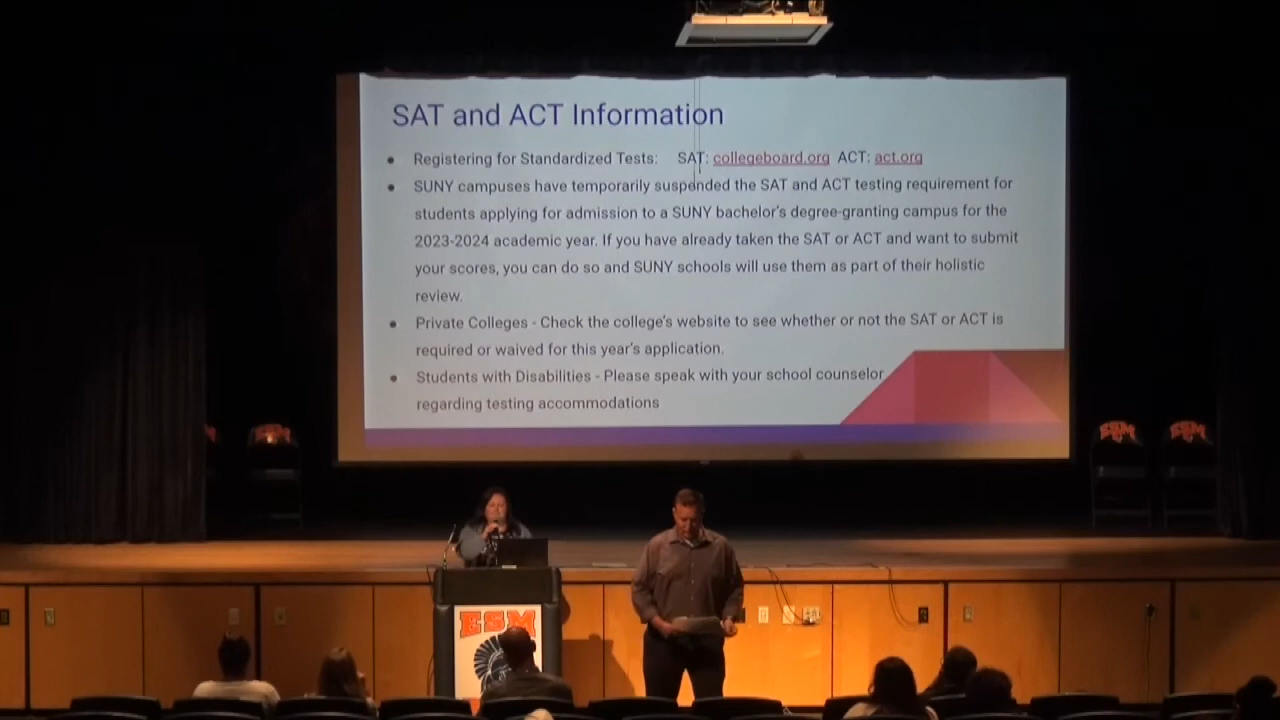 SAT and ACT Information
● Registering for Standardized Tests: SAT: collegeboard.org ACT: act.org
● SUNY campuses have temporarily suspended the SAT and ACT testing requirement for
students applying for admission to a SUNY bachelor's degree-granting campus for the
2023-2024 academic year. If you have already taken the SAT or ACT and want to submit
your scores, you can do so and SUNY schools will use them as part of their holistic
review.
● Private Colleges - Check the college's website to see whether or not the SAT or ACT is
required or waived for this year's application.
● Students with Disabilities - Please speak with your school counselor
regarding testing accommodations
ESM
ESM
ESM